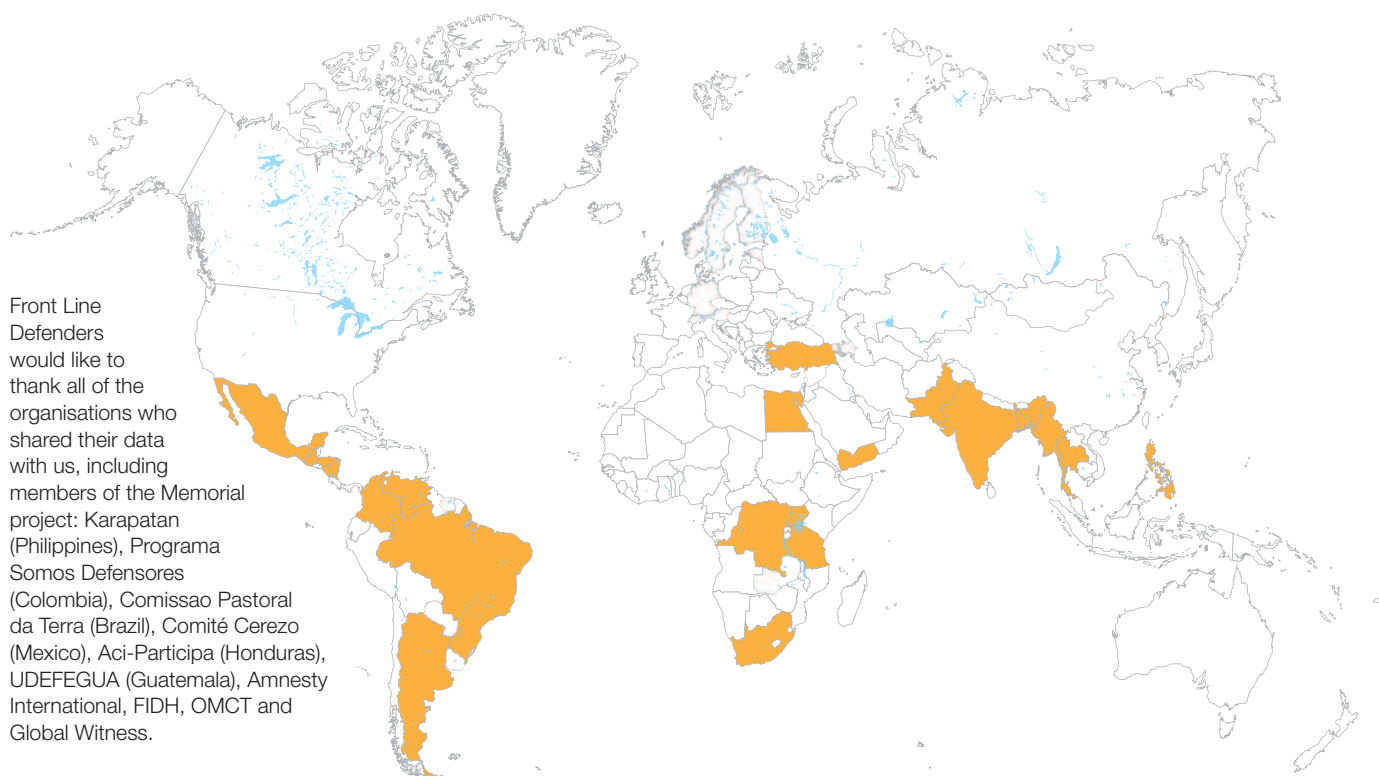 Front Line
Defenders
would like to
thank all of the
organisations who
shared their data
with us, including
members of the Memorial
project: Karapatan
(Philippines), Programa
Somos Defensores
(Colombia), Comissao Pastoral
da Terra (Brazil), Comité Cerezo
(Mexico), Aci-Participa (Honduras),
UDEFEGUA (Guatemala), Amnesty
International, FIDH, OMCT and
Global Witness.